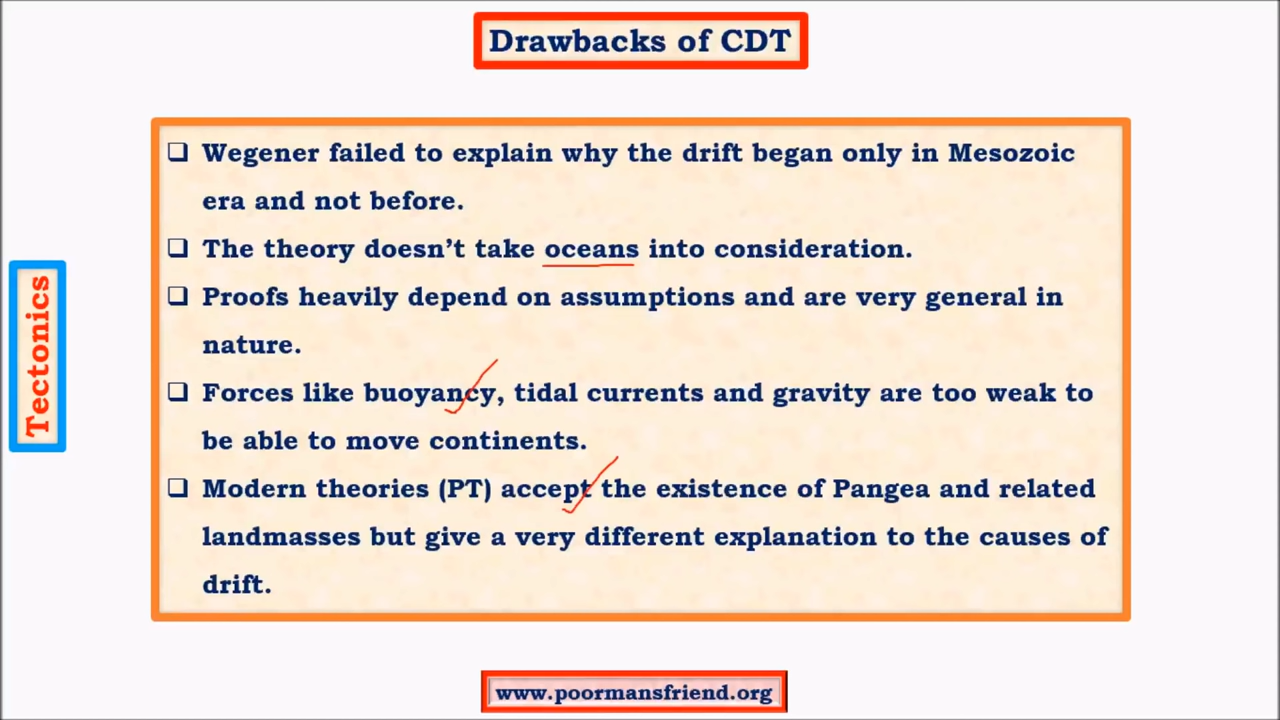 Drawbacks of CDT
❑ Wegener failed to explain why the drift began only in Mesozoic
era and not before.
❑ The theory doesn’t take oceans into consideration.
❑ Proofs heavily depend on assumptions and are very general in
nature.
❑ Forces like buoyancy, tidal currents and gravity are too weak to
be able to move continents.
❑ Modern theories (PT) accept the existence of Pangea and related
landmasses but give a very different explanation to the causes of
drift.
Tectonics
www.poormansfriend.org